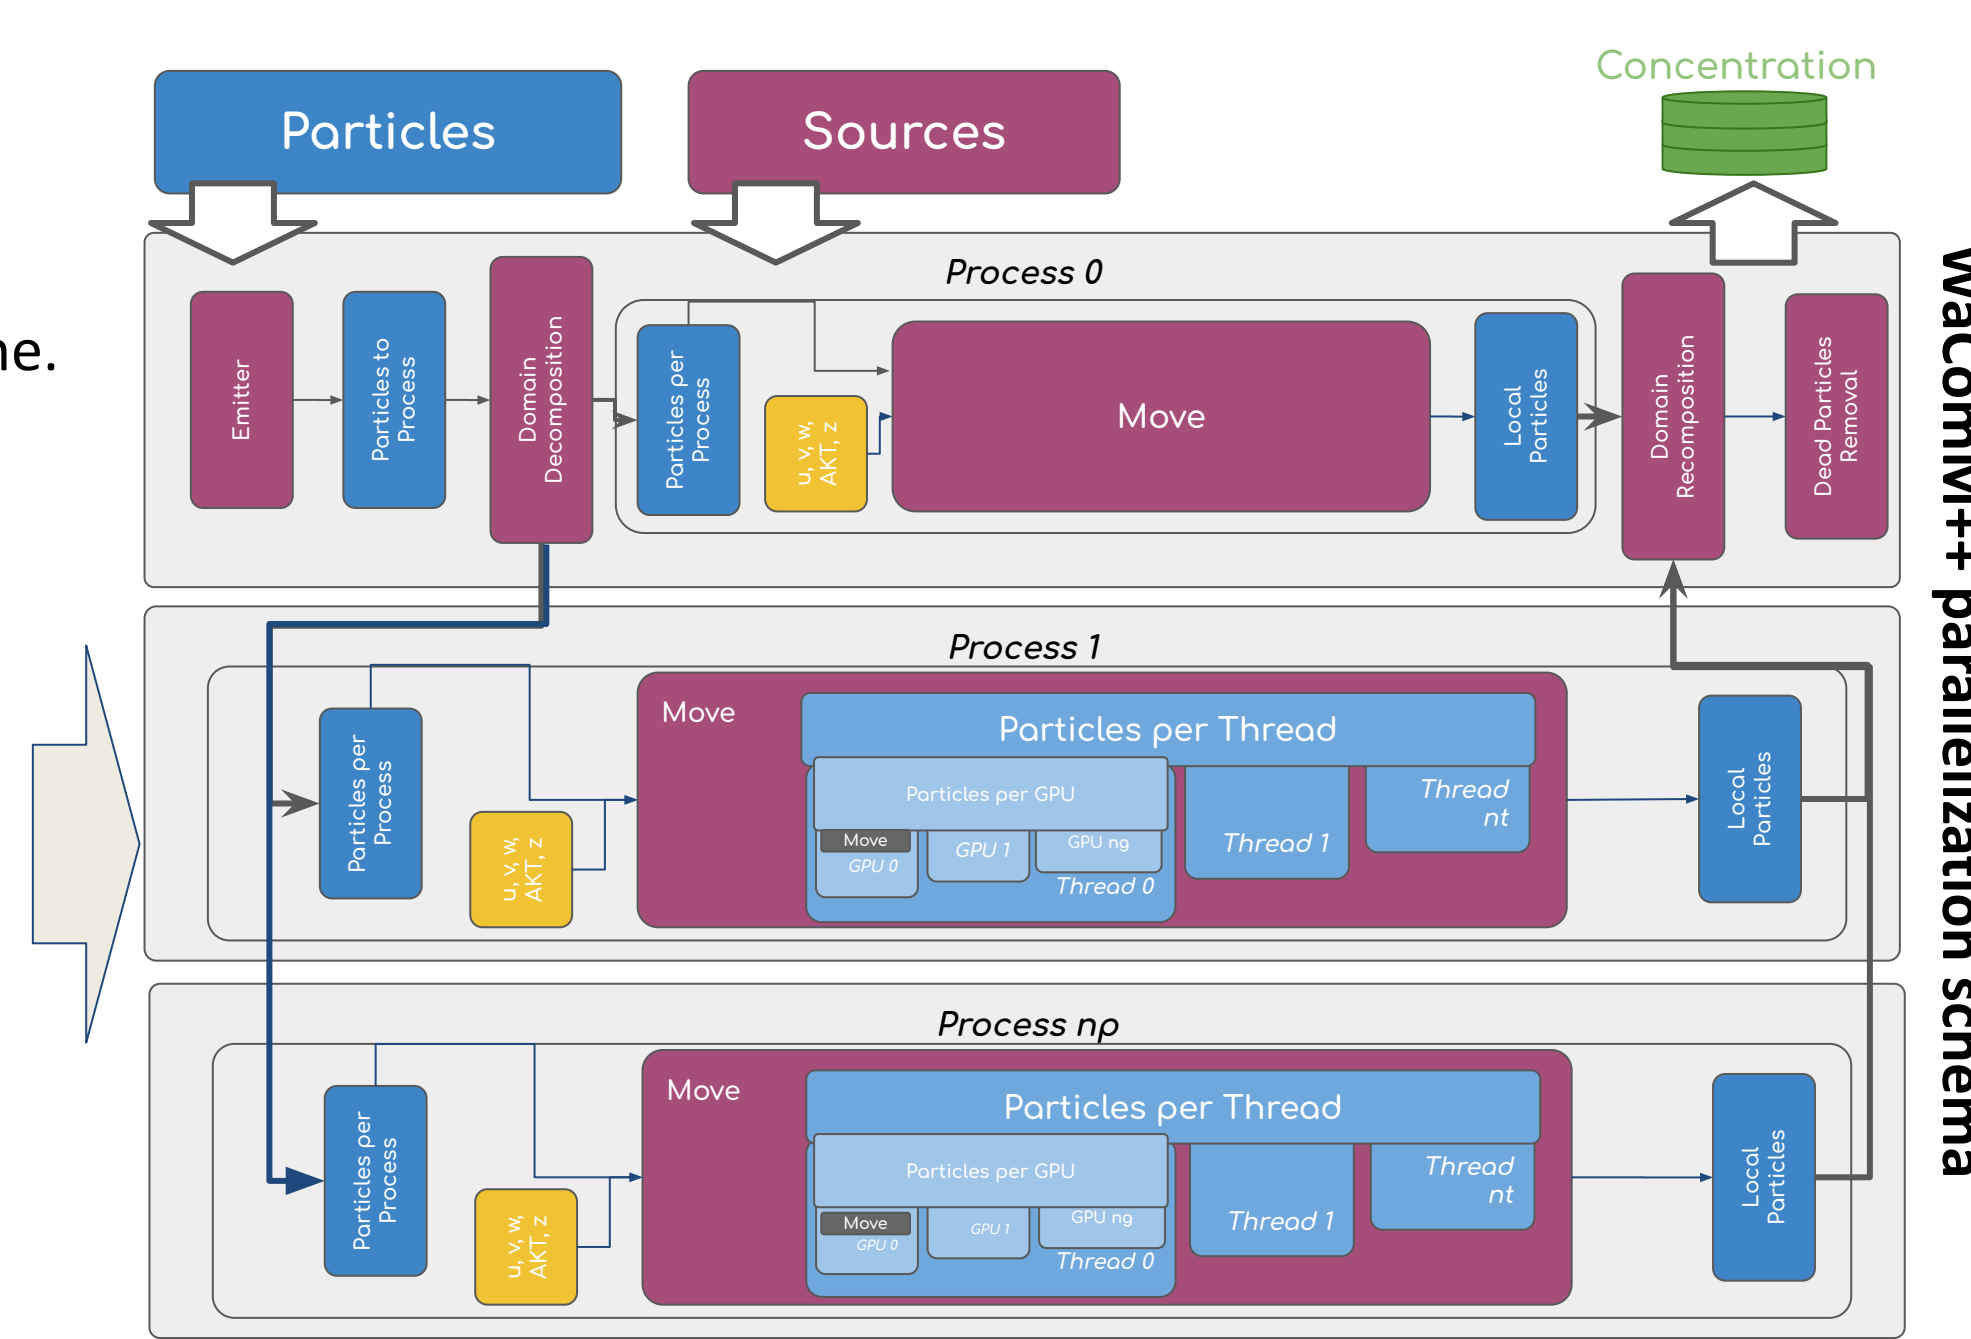 Concentration
Particles
Sources
ne.
Process 0
Emitter
Particles to
Process
Domain
Decomposition
Particles per
Process
u, v, w,
AKT, z
Move
Local
Particles
Domain
Recomposition
Dead Particles
Removal
Process 1
Particles per
Process
u, v, w,
AKT, z
Move
Particles per Thread
Particles per GPU
Move
GPU 0
GPU 1
GPU ng
Thread 0
Thread 1
Thread
nt
Local
Particles
Process np
Particles per
Process
u, v, w,
AKT, z
Move
Particles per Thread
Particles per GPU
Move
GPU 0
GPU 1
GPU ng
Thread 0
Thread 1
Thread
nt
Local
Particles
WaComM++ parallelization schema